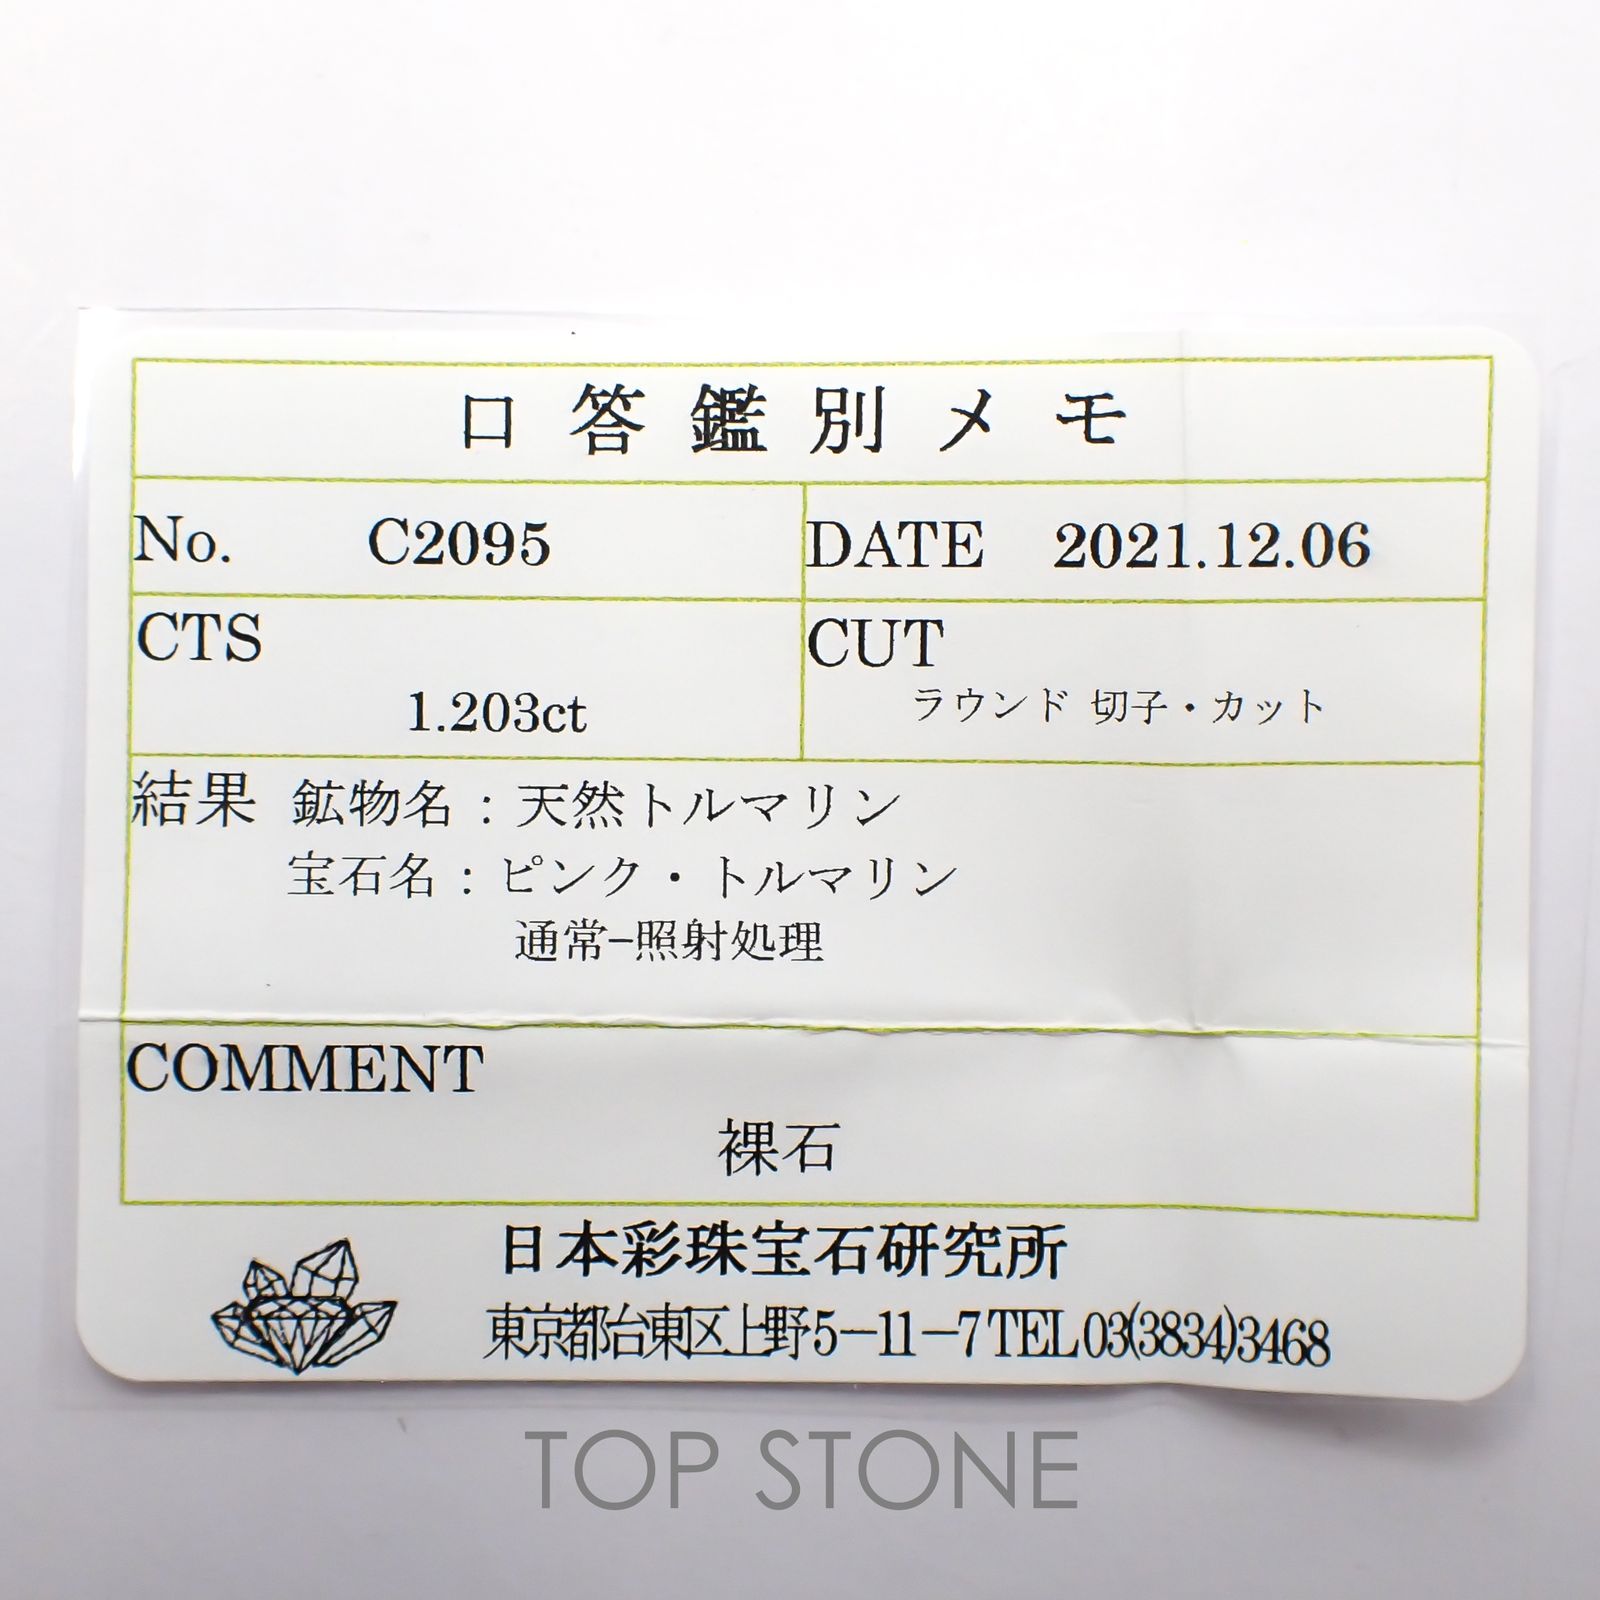 口答鑑別メモ
No. C2095 DATE 2021.12.06
CTS CUT
1.203ct ラウンド 切子・カット
結果 鉱物名：天然トルマリン
宝石名：ピンク・トルマリン
通常−照射処理
COMMENT
裸石
日本彩珠宝石研究所
東京都台東区上野5−11−7 TEL 03(3834)3468
TOP STONE